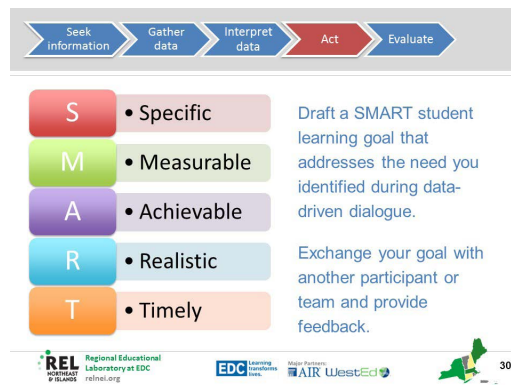 Seek
information
Gather
data
Interpret
data
Act
Evaluate
S
• Specific
M
• Measurable
A
• Achievable
R
• Realistic
T
• Timely
Draft a SMART student
learning goal that
addresses the need you
identified during data-
driven dialogue.
Exchange your goal with
another participant or
team and provide
feedback.
REL
NORTHEAST
& ISLANDS
Regional Educational
Laboratory at EDC
relnei.org
EDC
Learning
transforms
lives.
Major Partners:
AIR WestEd
30